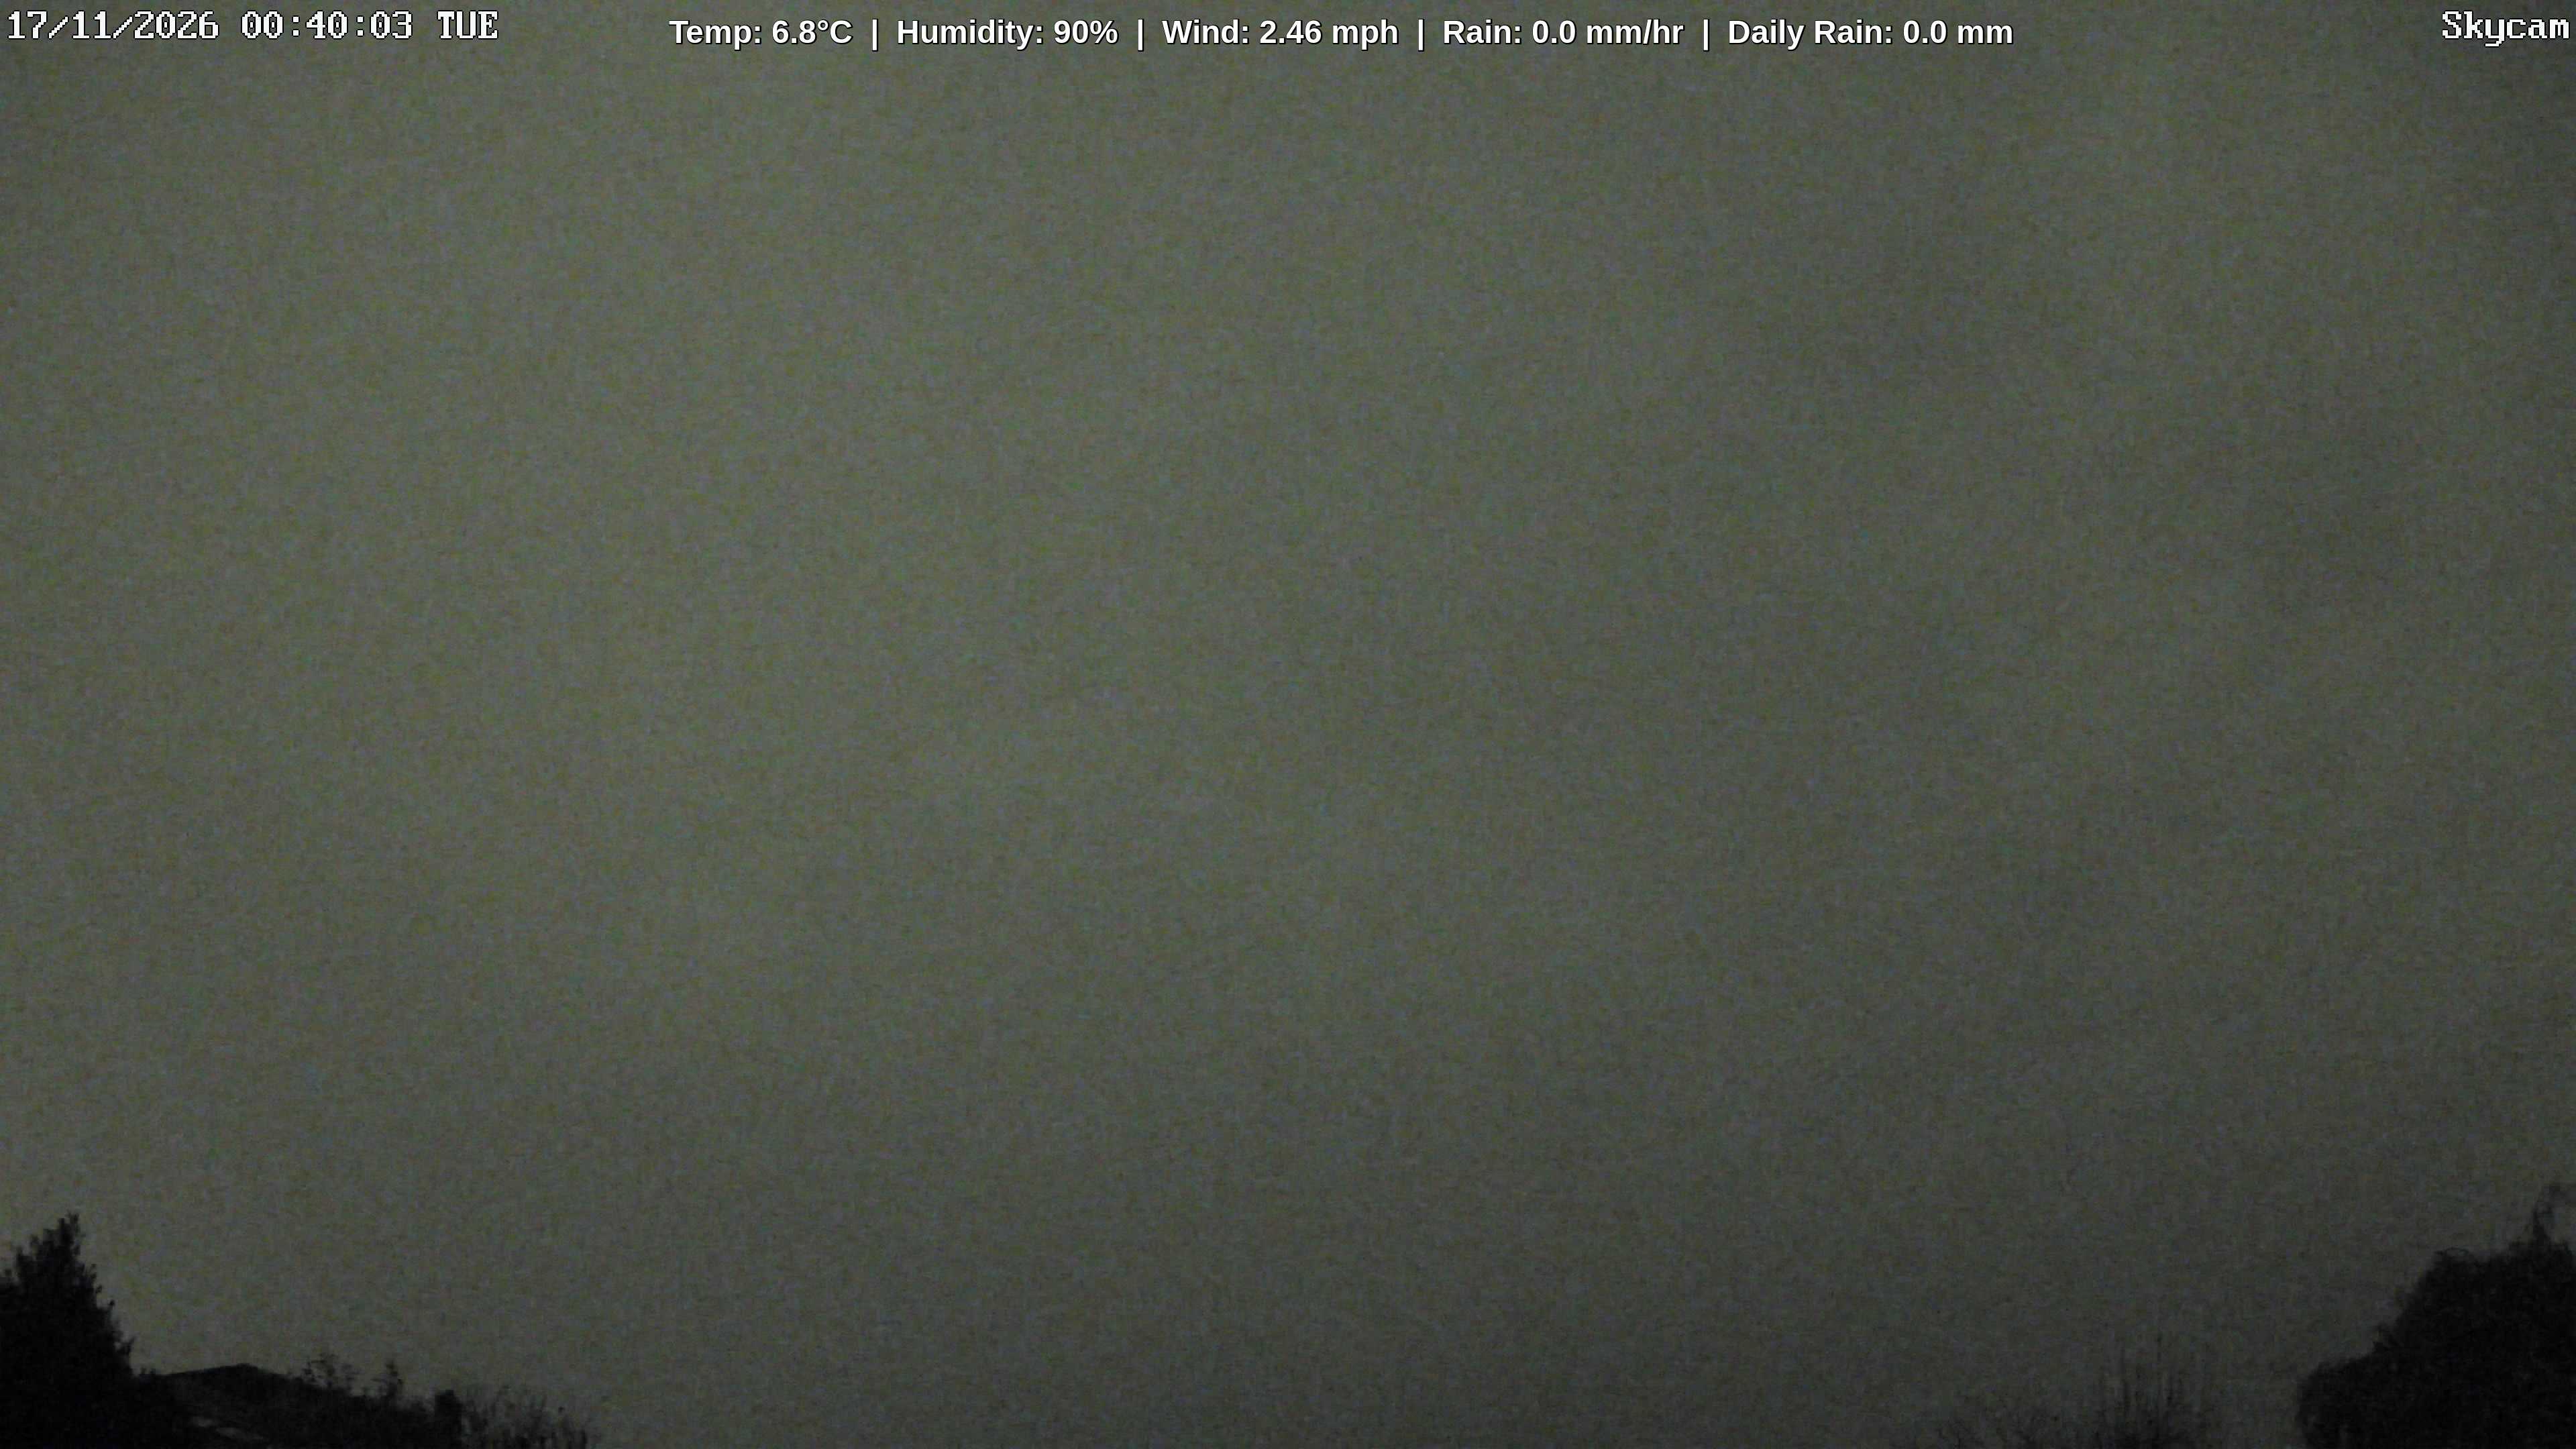 17/11/2026 00:40:03 TUE
Temp: 6.8°C | Humidity: 90% | Wind: 2.46 mph | Rain: 0.0 mm/hr | Daily Rain: 0.0 mm
Skycam